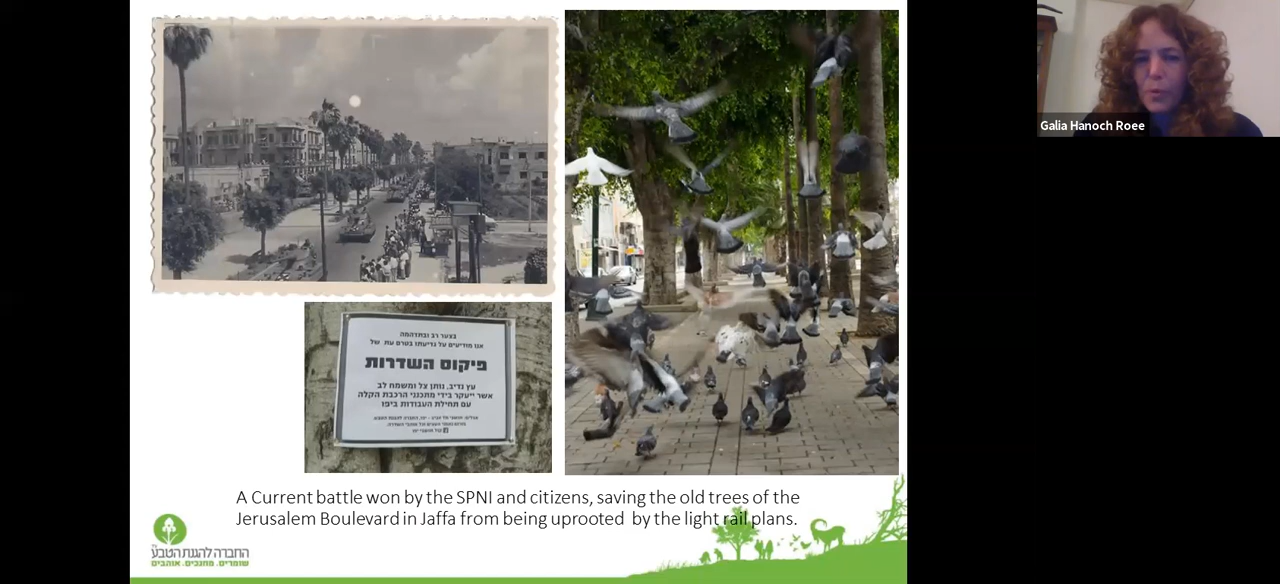 Galia Hanoch Roee
בצער רב ובתדהמה
אנו מודיעים על גדיעתו בטרם עת של
פיקוס השדרות
עץ נדיב, נותן צל ומשמח לב
אשר ייעקר בידי מתכנני הרכבת הקלה
עם תחילת העבודות ביפו
A Current battle won by the SPNI and citizens, saving the old trees of the
Jerusalem Boulevard in Jaffa from being uprooted by the light rail plans.
החברה להגנת הטבע
שומרים. מחנכים. אוהבים.